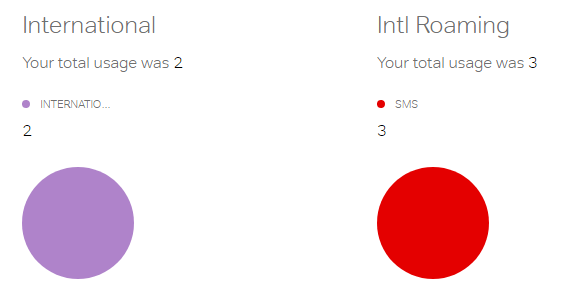 International
Your total usage was 2
INTERNATIO...
2
Intl Roaming
Your total usage was 3
SMS
3